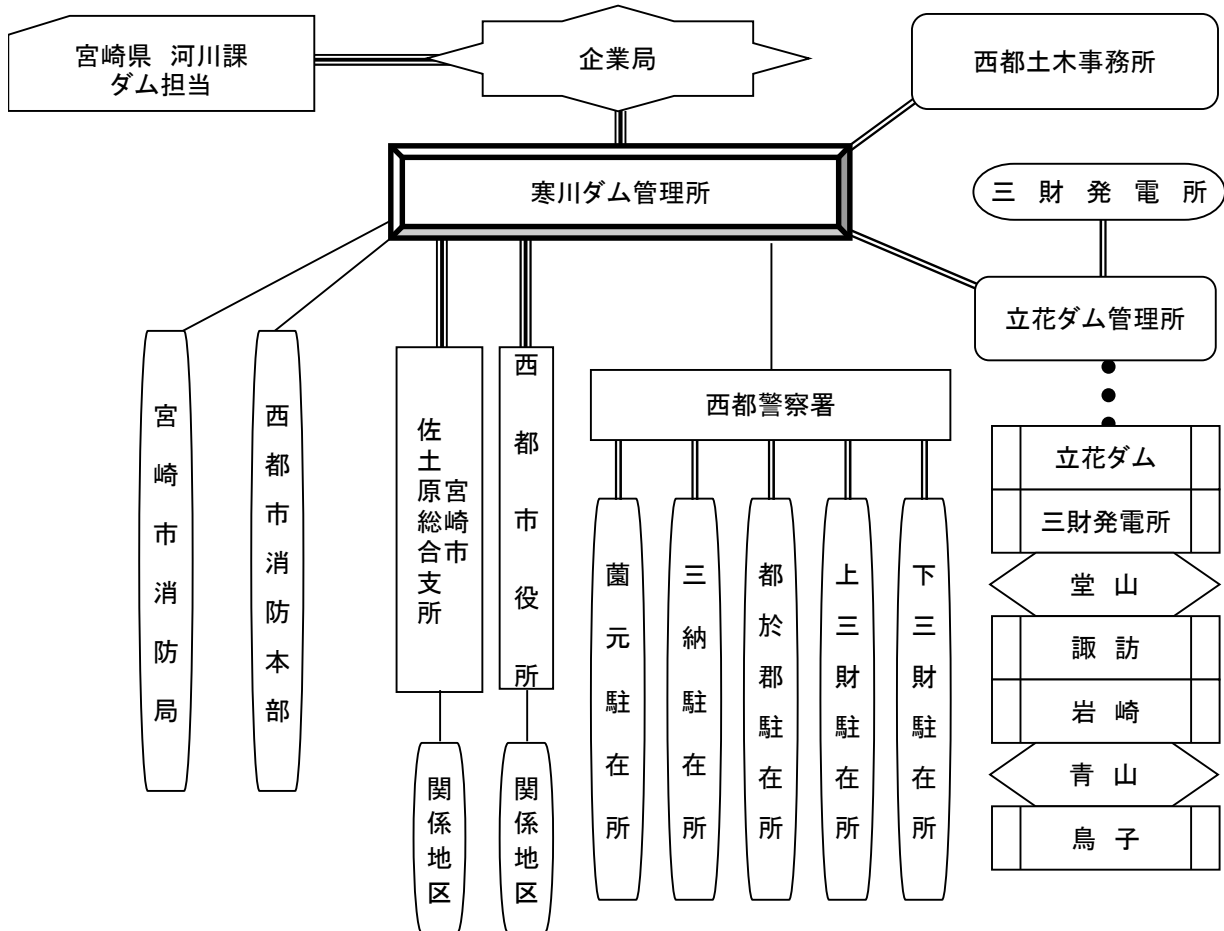 宮崎県 河川課
ダム担当
企業局
西都土木事務所
寒川ダム管理所
三財発電所
立花ダム管理所
宮崎市消防局
西都市消防本部
宮崎市
佐土原総合支所
西都市役所
西都警察署
薗元駐在所
三納駐在所
都於郡駐在所
上三財駐在所
下三財駐在所
関係地区
関係地区
立花ダム
三財発電所
堂山
諏訪
岩崎
青山
鳥子